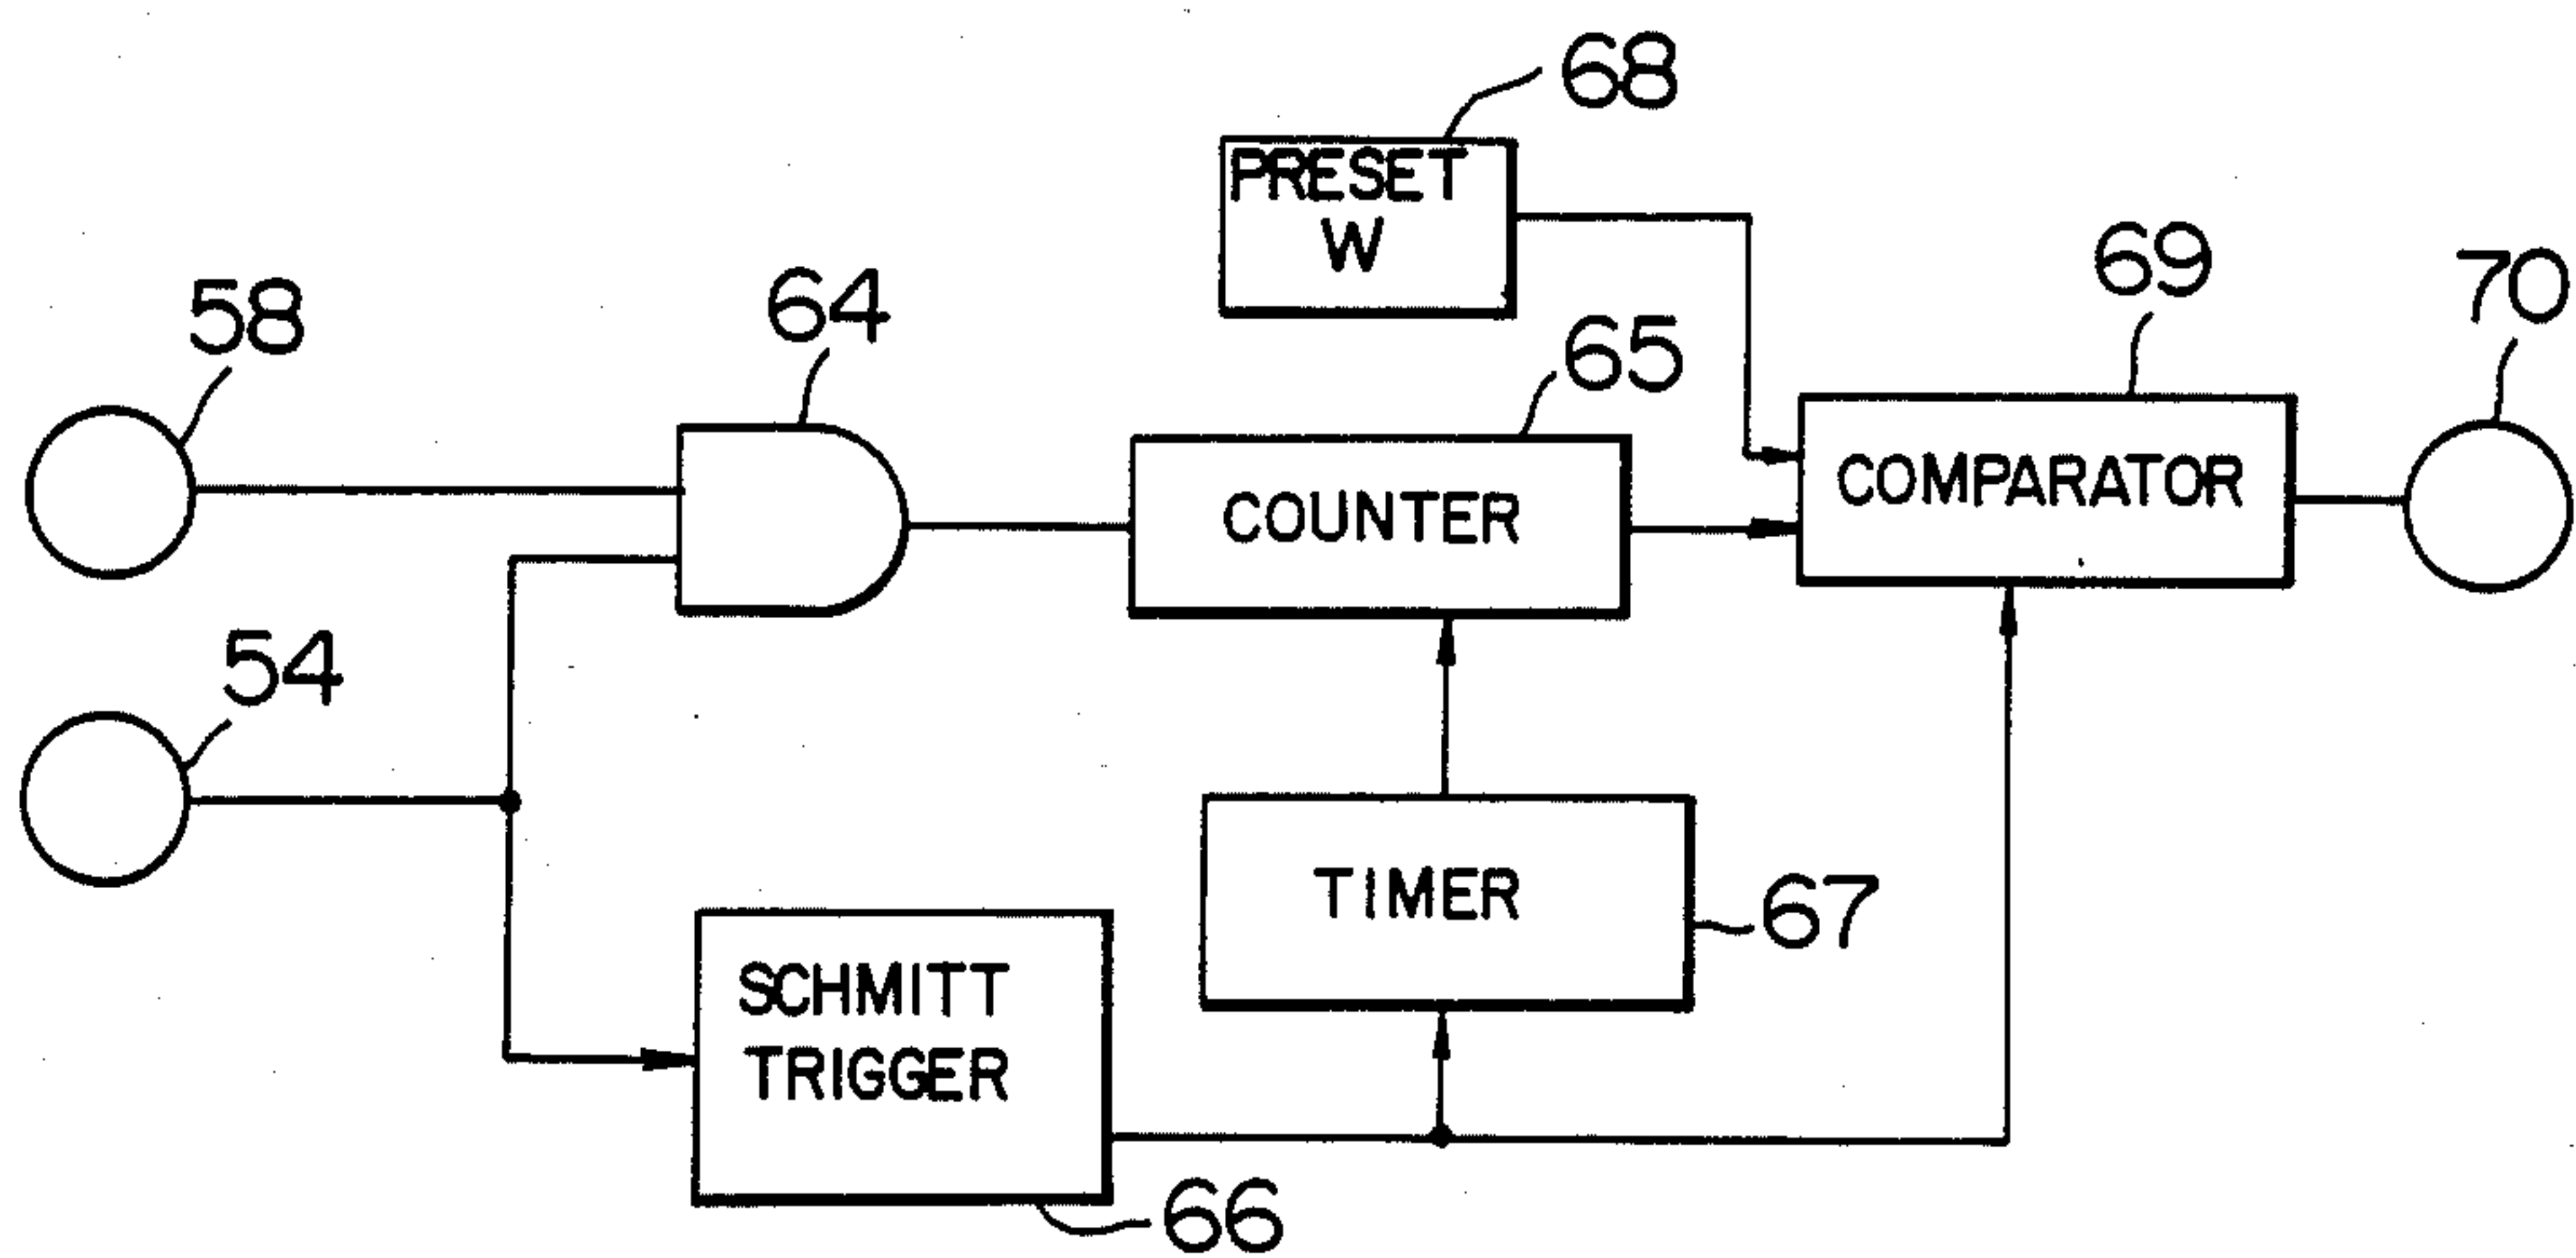 68
PRESET
W
69
70
58
64
65
COMPARATOR
COUNTER
54
TIMER
67
SCHMITT
TRIGGER
66